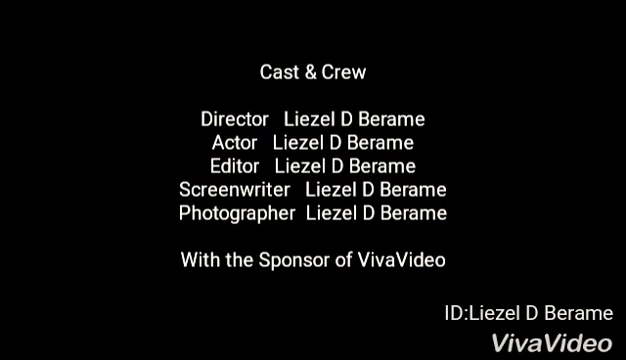 Cast & Crew
Director Liezel D Berame
Actor Liezel D Berame
Editor Liezel D Berame
Screenwriter Liezel D Berame
Photographer Liezel D Berame
With the Sponsor of VivaVideo
ID:Liezel D Berame
VivaVideo